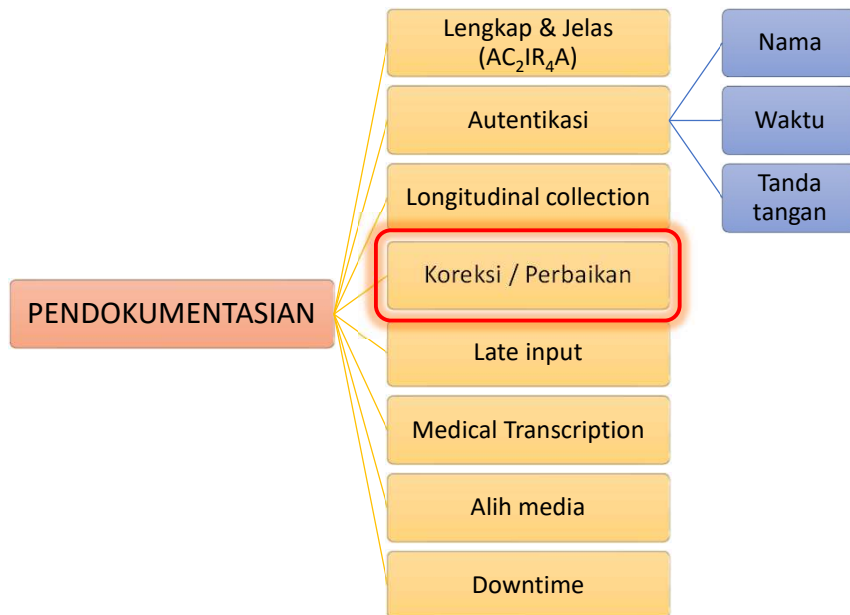 Lengkap & Jelas
(AC₂IR₄A)
Nama
Autentikasi
Waktu
Longitudinal collection
Tanda
tangan
Koreksi / Perbaikan
PENDOKUMENTASIAN
Late input
Medical Transcription
Alih media
Downtime